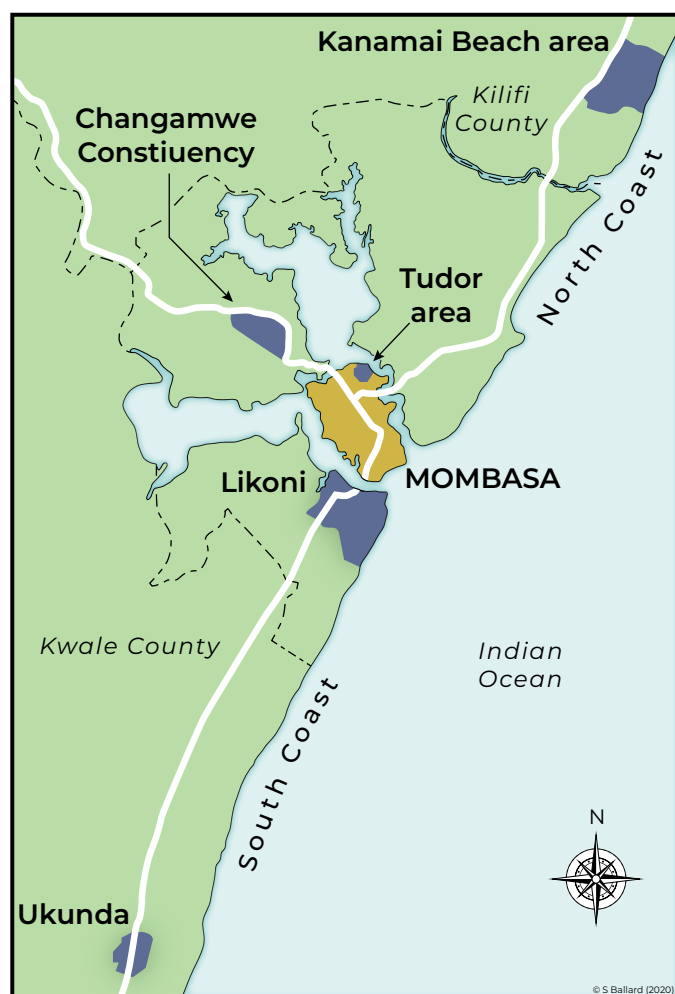 Kanamai Beach area
Kilifi
County
Changamwe
Constiuency
North Coast
Tudor
area
Likoni
MOMBASA
Kwale County
Indian
Ocean
South Coast
N
Ukunda
© S Ballard (2020)